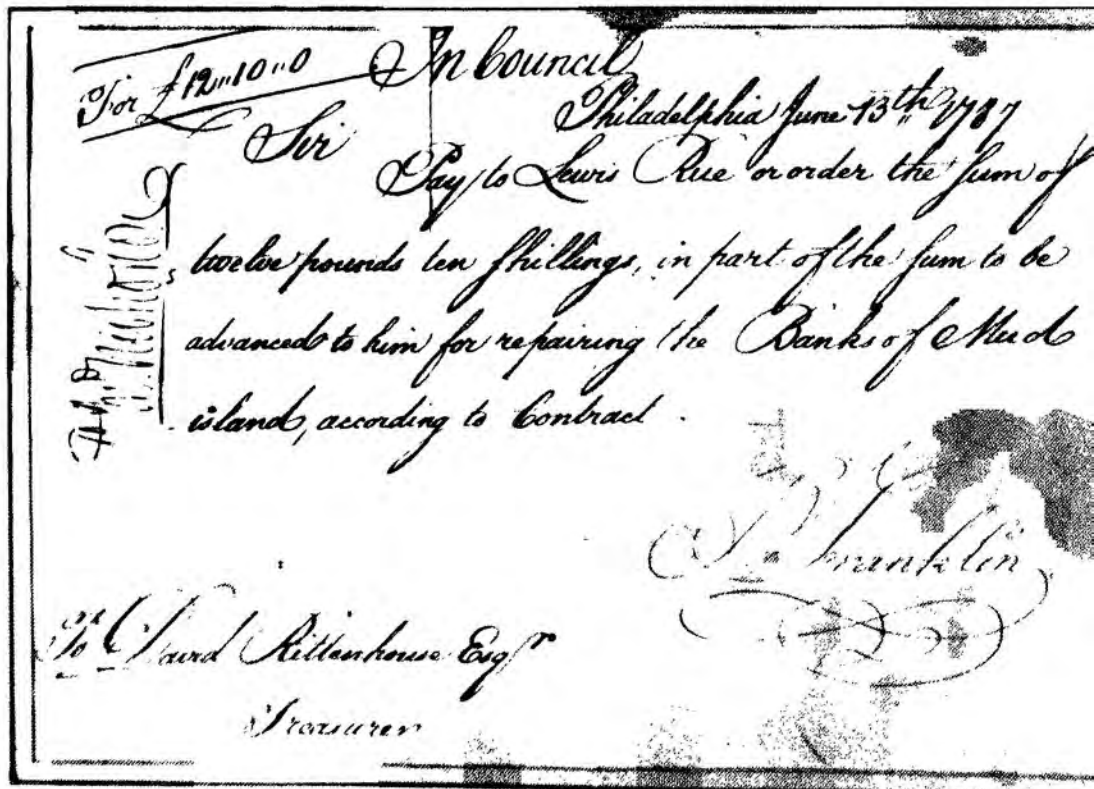 For £12"10"0
In Council
Philadelphia June 13th 1787
Sir
Pay to Lewis Rue or order the sum of
twelve pounds ten shillings, in part of the sum to be
advanced to him for repairing the Banks of Mud
island, according to Contract.
B. Franklin
To David Rittenhouse Esqr
Treasurer